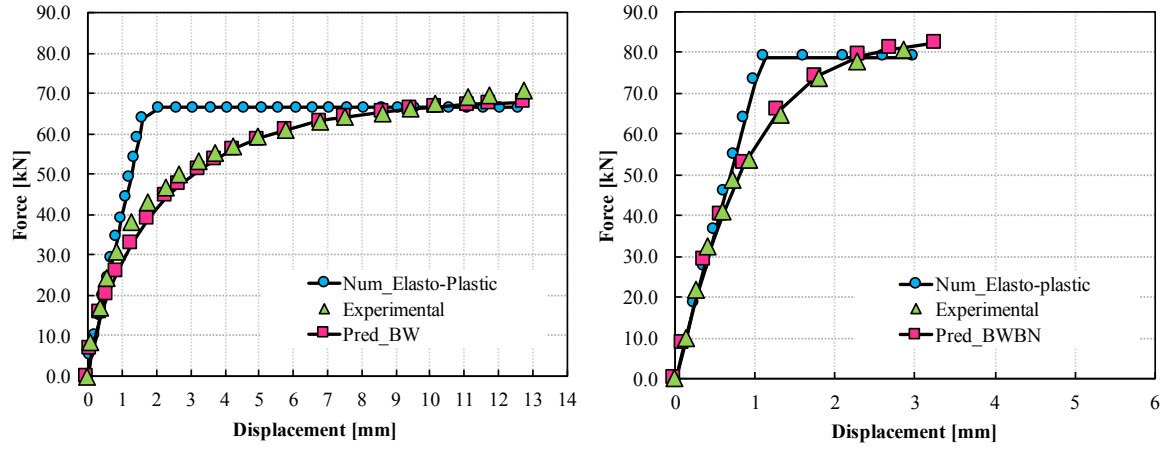 90.0
80.0
70.0
60.0
50.0
40.0
30.0
20.0
10.0
0.0
Force [kN]
0 1 2 3 4 5 6 7 8 9 10 11 12 13 14
Displacement [mm]
Num_Elasto-Plastic
Experimental
Pred_BW
90.0
80.0
70.0
60.0
50.0
40.0
30.0
20.0
10.0
0.0
Force [kN]
0 1 2 3 4 5 6
Displacement [mm]
Num_Elasto-plastic
Experimental
Pred_BWBN